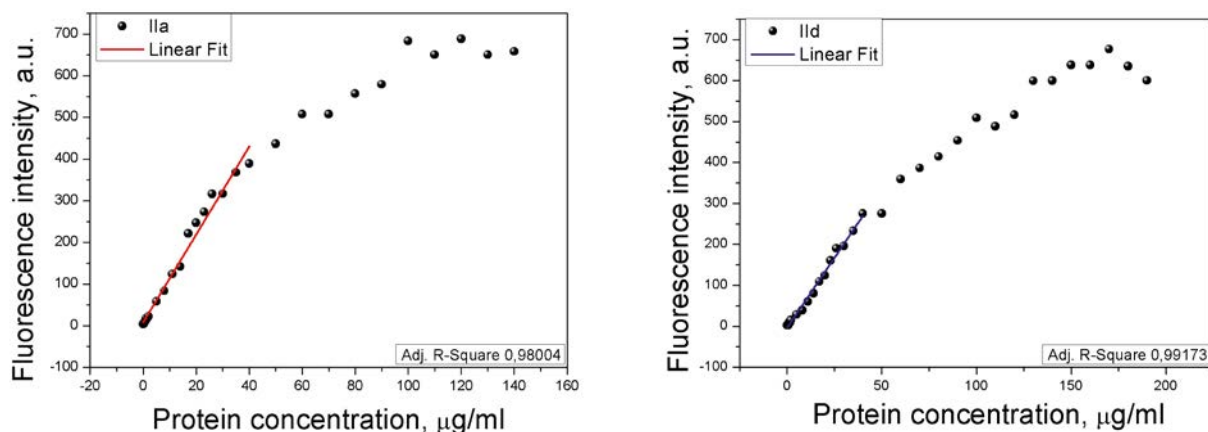 IIa
Linear Fit
700
600
500
400
300
200
100
0
-100
Fluorescence intensity, a.u.
Adj. R-Square 0,98004
-20 0 20 40 60 80 100 120 140 160
Protein concentration, μg/ml
IId
Linear Fit
700
600
500
400
300
200
100
0
-100
Fluorescence intensity, a.u.
Adj. R-Square 0,99173
0 50 100 150 200
Protein concentration, μg/ml